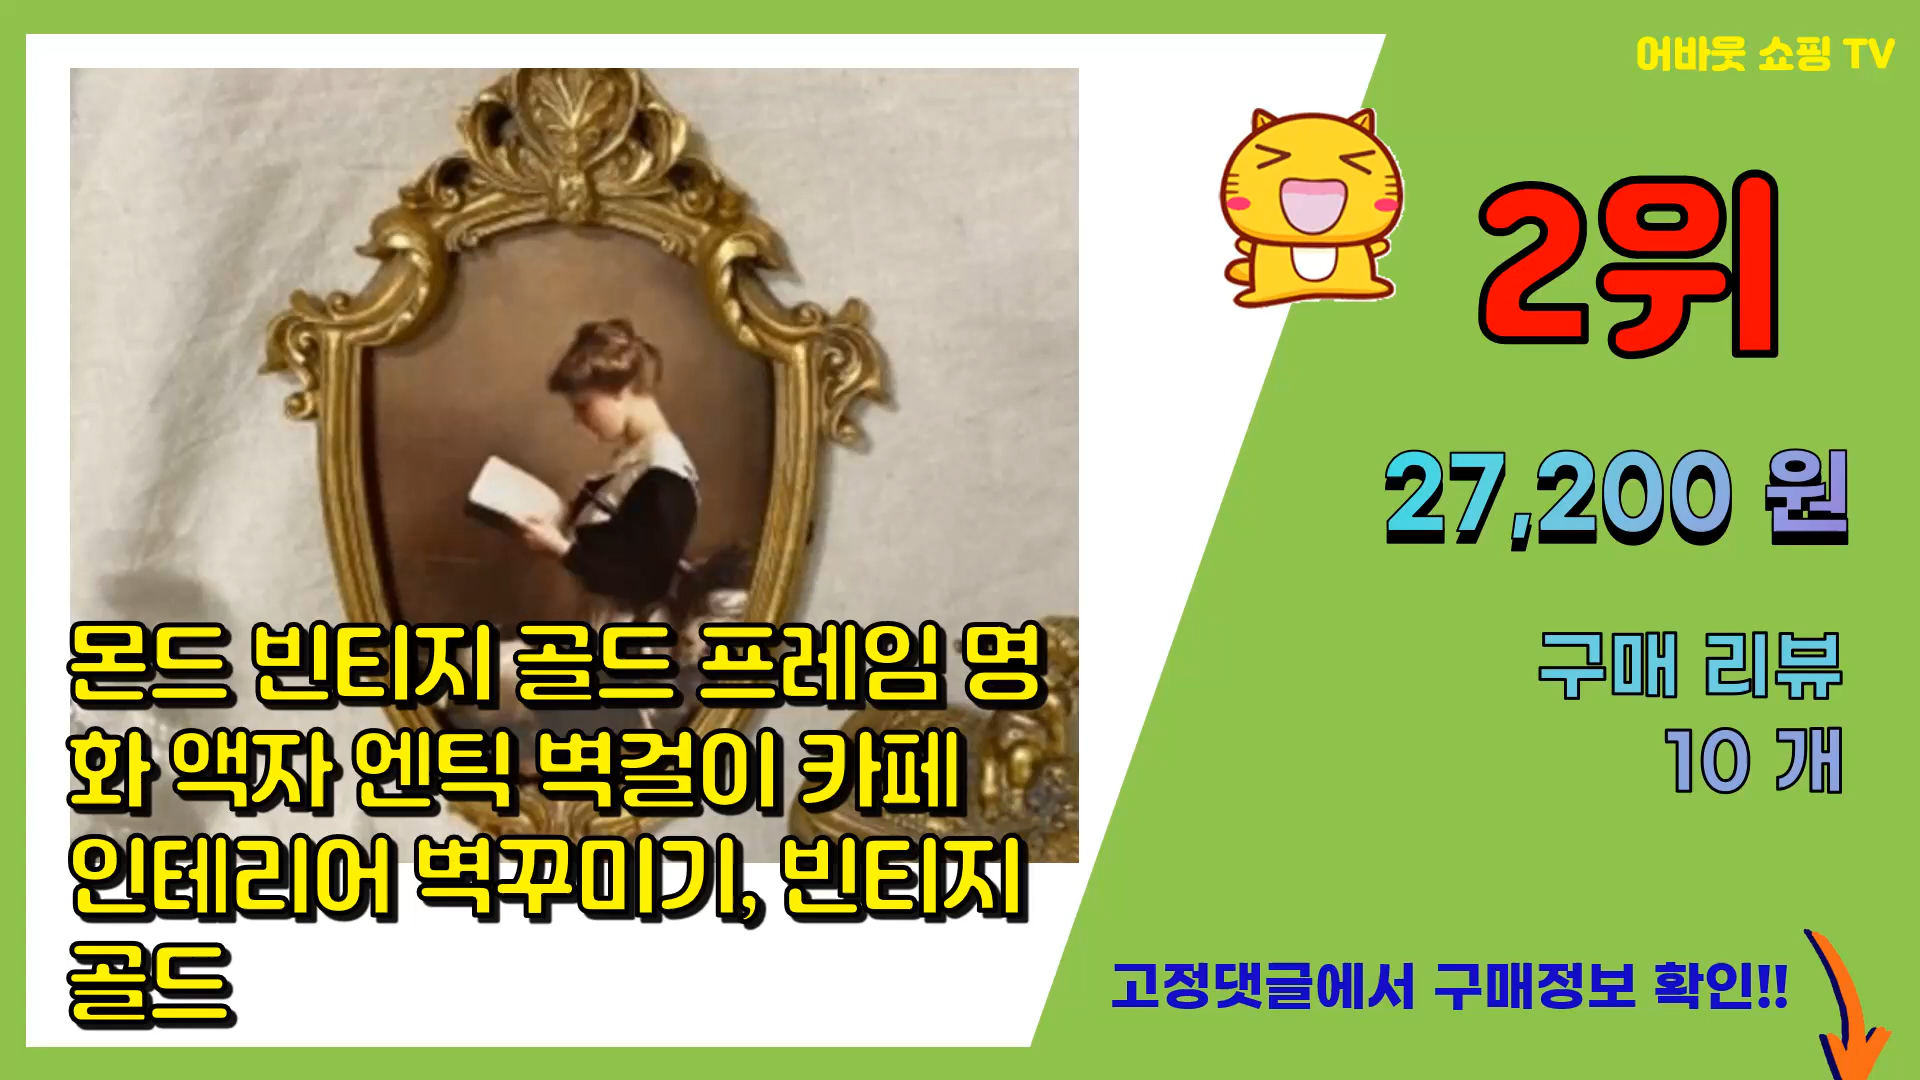 어바웃 쇼핑 TV
2위
27,200 원
구매 리뷰
10 개
몬드 빈티지 골드 프레임 명
화 액자 엔틱 벽걸이 카페
인테리어 벽꾸미기, 빈티지
골드
고정댓글에서 구매정보 확인!!